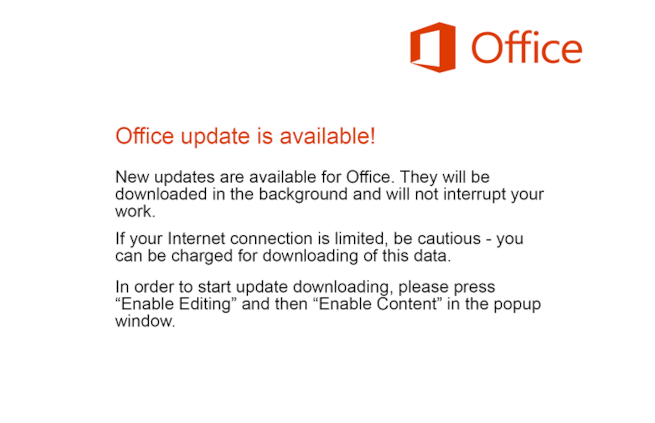 Office
Office update is available!
New updates are available for Office. They will be
downloaded in the background and will not interrupt your
work.
If your Internet connection is limited, be cautious - you
can be charged for downloading of this data.
In order to start update downloading, please press
“Enable Editing” and then “Enable Content” in the popup
window.